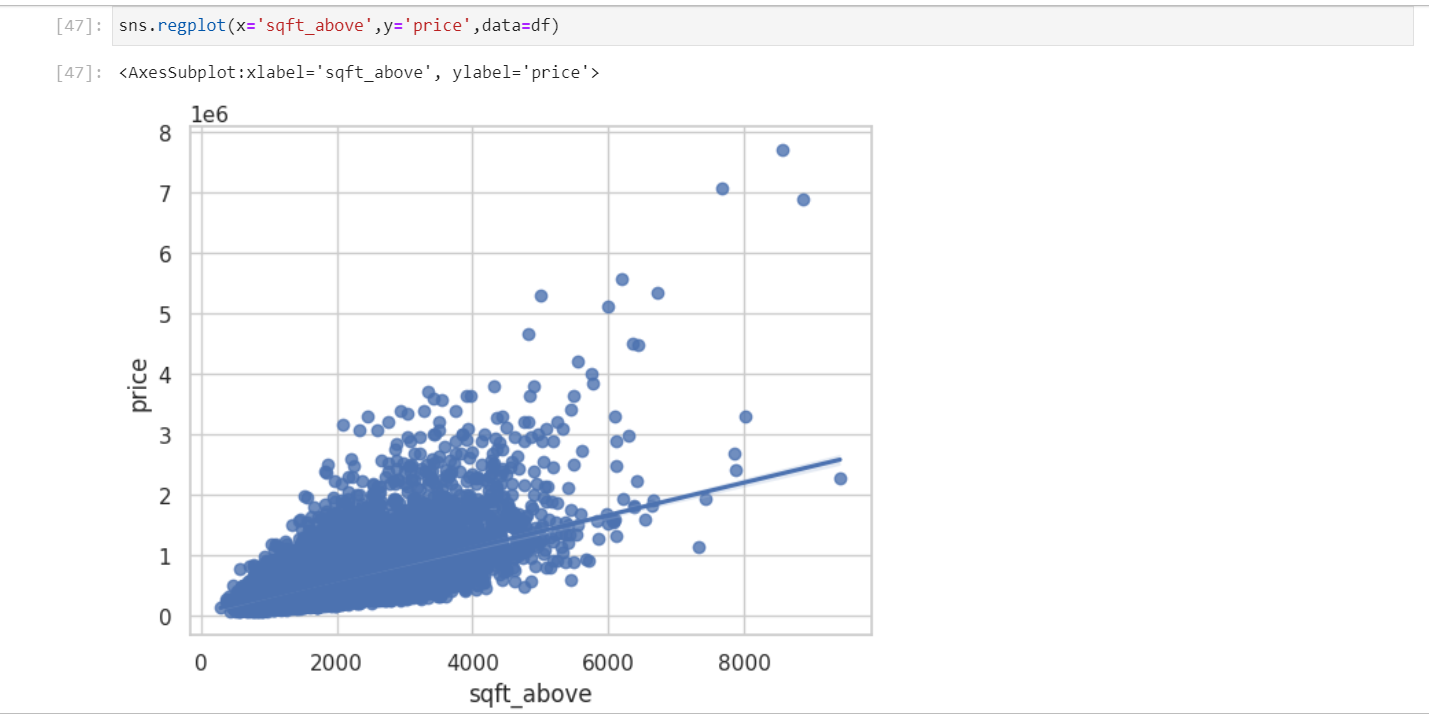 [47]: sns.regplot(x='sqft_above',y='price',data=df)
[47]: <AxesSubplot:xlabel='sqft_above', ylabel='price'>
1e6
8
7
6
5
4
3
2
1
0
price
0 2000 4000 6000 8000
sqft_above